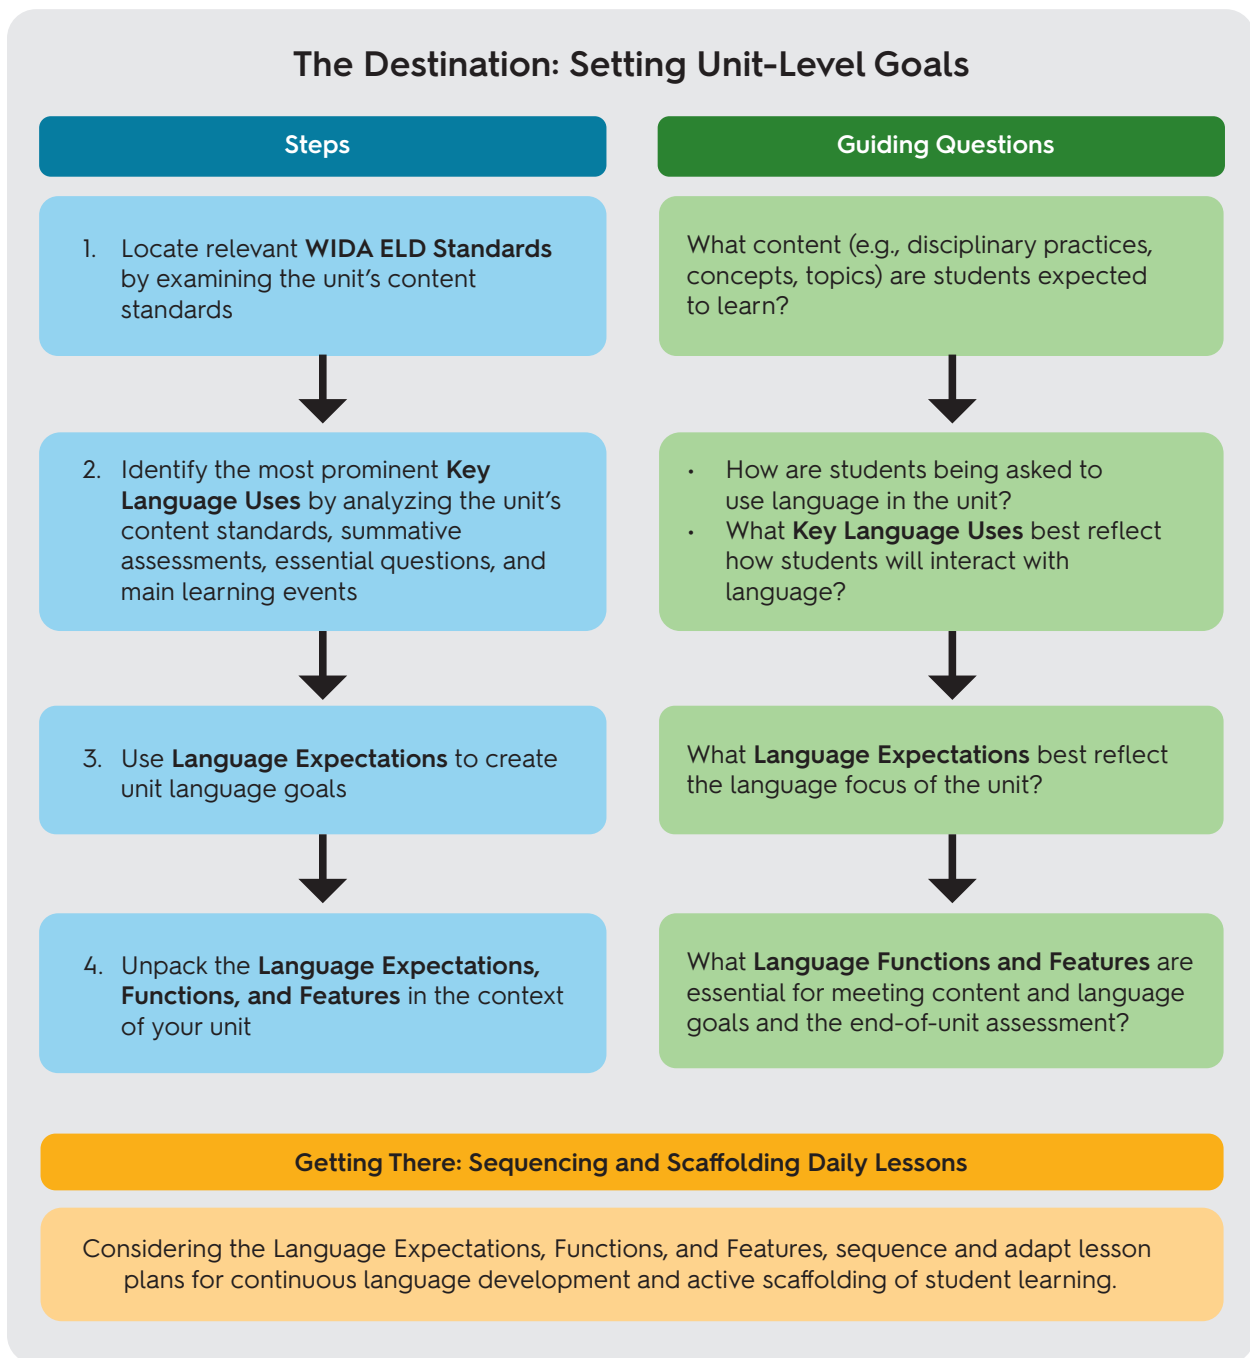 The Destination: Setting Unit-Level Goals
Steps
Guiding Questions
1. Locate relevant WIDA ELD Standards
by examining the unit’s content
standards
What content (e.g., disciplinary practices,
concepts, topics) are students expected
to learn?
2. Identify the most prominent Key
Language Uses by analyzing the unit’s
content standards, summative
assessments, essential questions, and
main learning events
• How are students being asked to
use language in the unit?
• What Key Language Uses best reflect
how students will interact with
language?
3. Use Language Expectations to create
unit language goals
What Language Expectations best reflect
the language focus of the unit?
4. Unpack the Language Expectations,
Functions, and Features in the context
of your unit
What Language Functions and Features are
essential for meeting content and language
goals and the end-of-unit assessment?
Getting There: Sequencing and Scaffolding Daily Lessons
Considering the Language Expectations, Functions, and Features, sequence and adapt lesson
plans for continuous language development and active scaffolding of student learning.